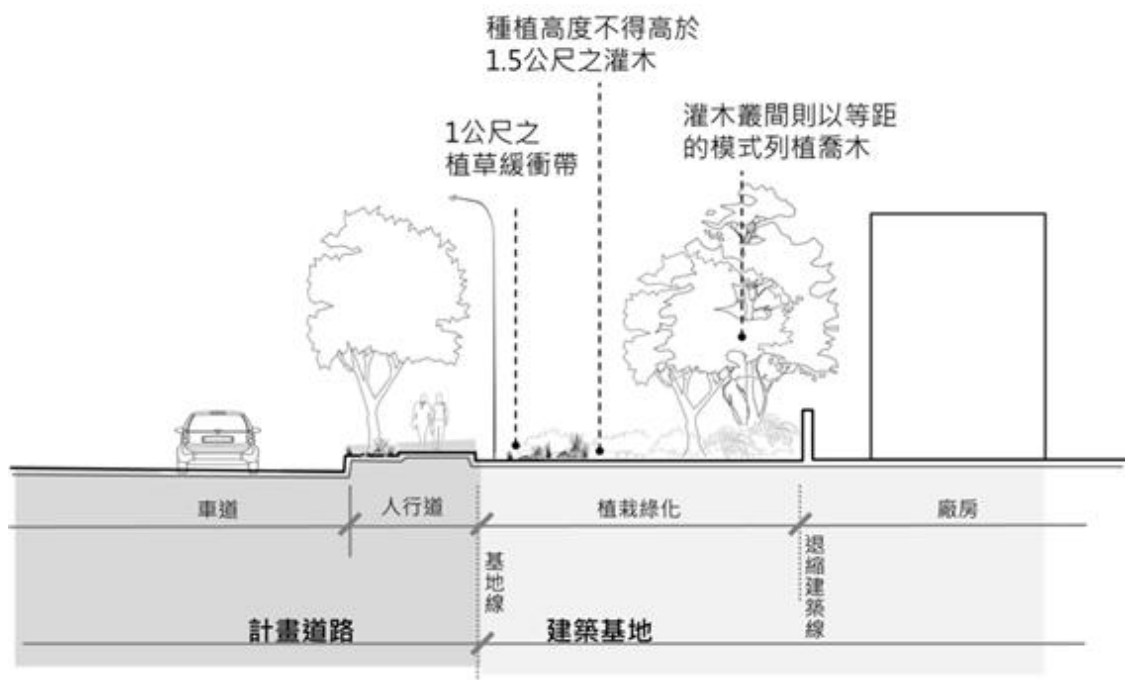 種植高度不得高於
1.5公尺之灌木
灌木叢間則以等距
的模式列植喬木
1公尺之
植草緩衝帶
車道
人行道
植栽綠化
廠房
基地線
退縮建築線
計畫道路
建築基地